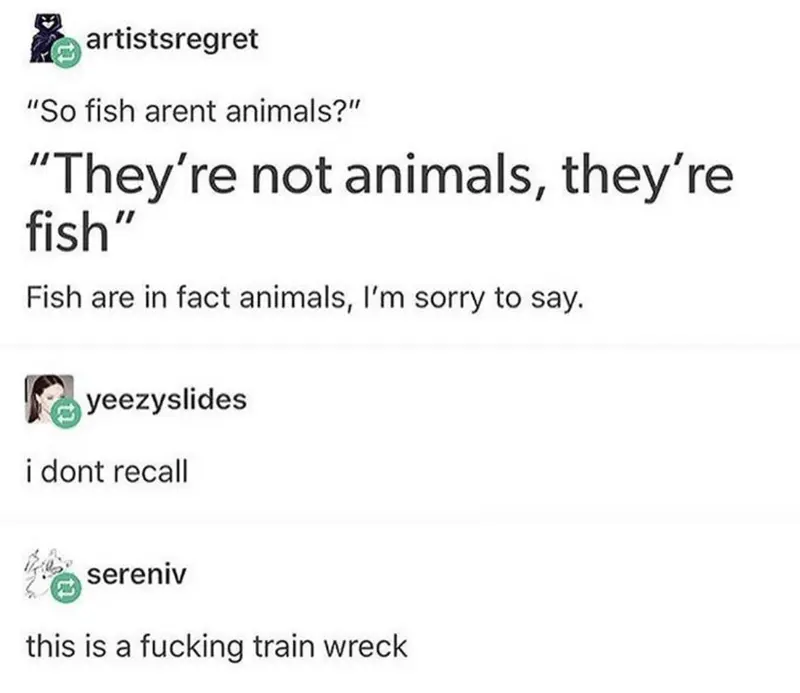 artistsregret
"So fish arent animals?"
"They're not animals, they're
fish"
Fish are in fact animals, I'm sorry to say.
yeezyslides
i dont recall
sereniv
this is a fucking train wreck